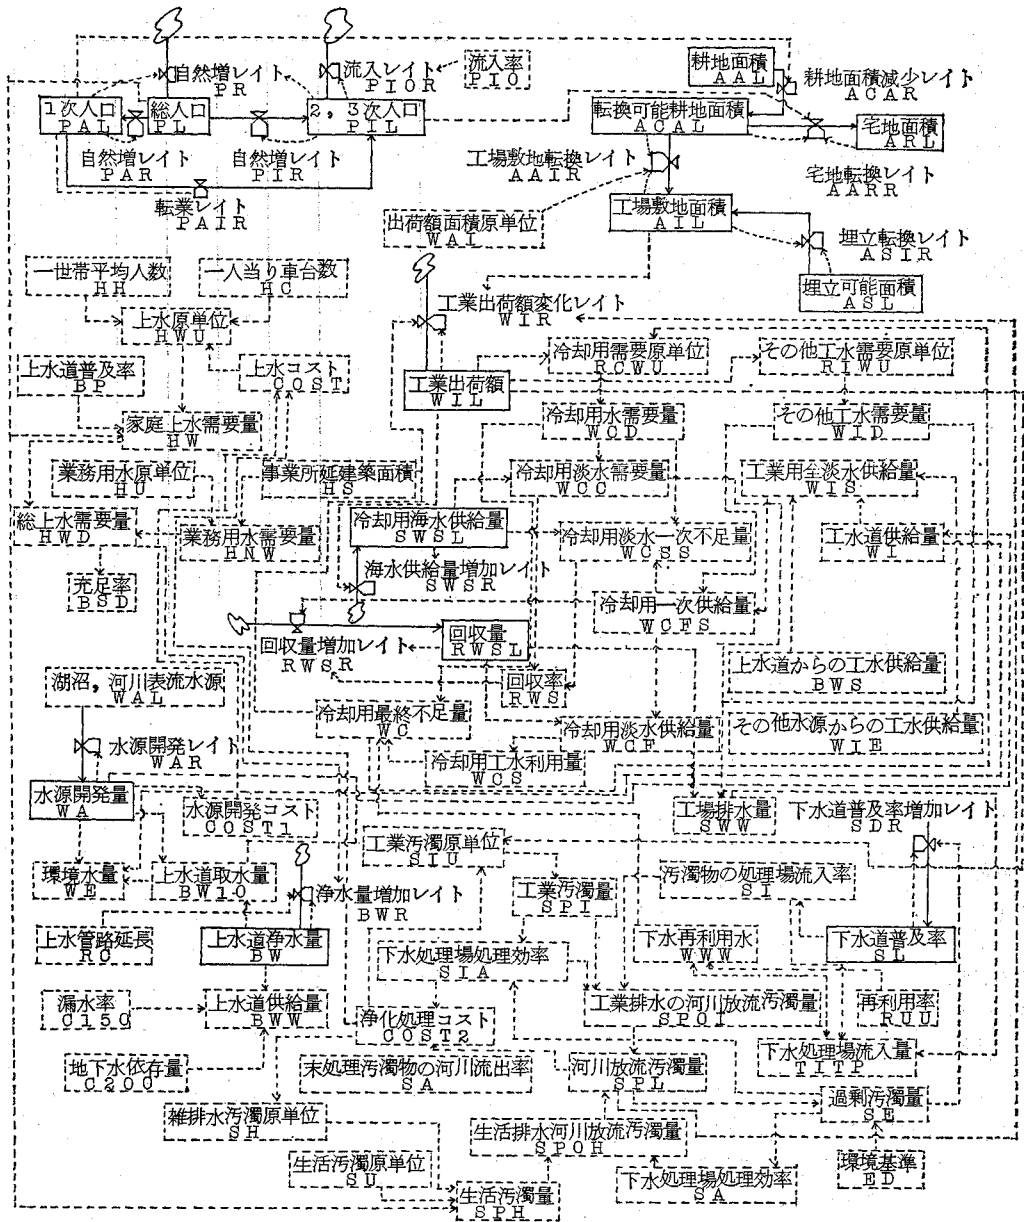 自然増レイト
PR
流入レイト
PIOR
流入率
PIO
耕地面積
AAL
耕地面積減少レイト
ACAR
1次人口
PAL
総人口
PL
2,3次人口
PIL
転換可能耕地面積
ACAL
宅地面積
ARL
自然増レイト
PAR
自然増レイト
PIR
工場敷地転換レイト
AAIR
宅地転換レイト
AARR
転業レイト
PAIR
出荷額面積原単位
WAI
工場敷地面積
AIL
埋立転換レイト
ASIR
一世帯平均人数
HH
一人当り車台数
HC
埋立可能面積
ASL
工業出荷額変化レイト
WIR
上水原単位
HWU
上水道普及率
BP
上水コスト
COST
冷却用需要原単位
RCWU
その他工水需要原単位
RIWU
工業出荷額
WIL
家庭上水需要量
HW
冷却用水需要量
WCD
その他工水需要量
WID
業務用水原単位
HU
事業所延建築面積
HS
冷却用淡水需要量
WOC
工業用全淡水供給量
WIS
総上水需要量
HWD
業務用水需要量
HNW
冷却用海水供給量
SWSL
冷却用淡水一次不足量
WCSS
工水道供給量
WI
充足率
BSD
海水供給量増加レイト
SWSR
冷却用一次供給量
WCFS
回収量増加レイト
RWSR
回収量
RWSL
湖沼,河川表流水源
WAL
回収率
RWS
上水道からの工水供給量
BWS
冷却用最終不足量
WC
冷却用淡水供給量
WCF
その他水源からの工水供給量
WIE
水源開発レイト
WAR
冷却用工水利用量
WCS
水源開発量
WA
水源開発コスト
COST1
工場排水量
SWW
下水道普及率増加レイト
SDR
工業汚濁原単位
SIU
環境水量
WE
上水道取水量
BW10
浄水量増加レイト
BWR
工業汚濁量
SPI
汚濁物の処理場流入率
SI
上水管路延長
RC
上水道浄水量
BW
下水処理場処理効率
SIA
下水再利用水
WWW
下水道普及率
SL
漏水率
C150
上水道供給量
BWW
浄化処理コスト
COST2
工業排水の河川放流汚濁量
SPOI
再利用率
RUU
地下水依存量
C200
末処理汚濁物の河川流出率
SA
河川放流汚濁量
SPL
下水処理場流入量
TITP
雑排水汚濁原単位
SH
過剰汚濁量
SE
生活排水河川放流汚濁量
SPOH
生活汚濁原単位
SU
下水処理場処理効率
SA
環境基準
ED
生活汚濁量
SPH